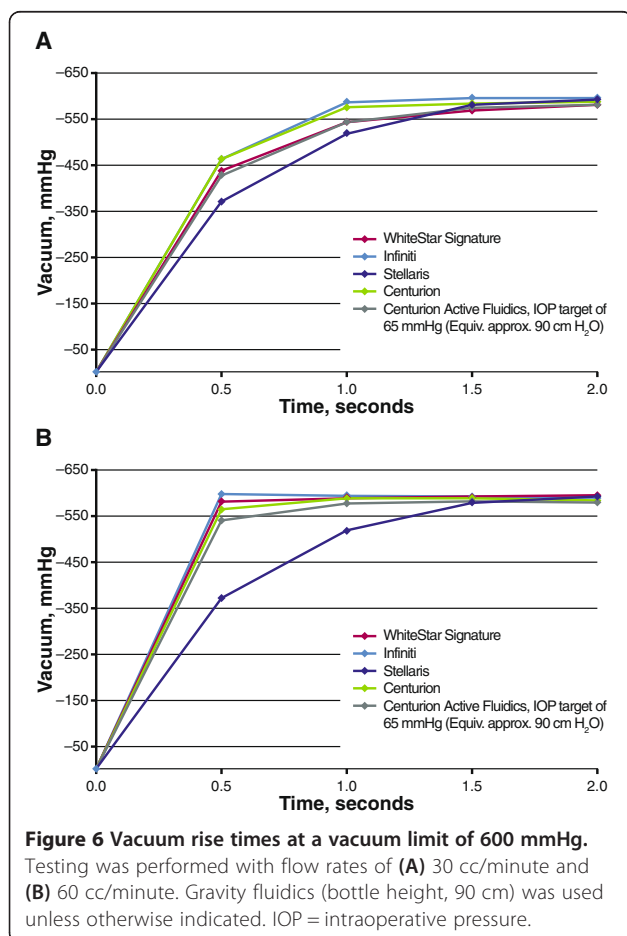 A
–650
–550
–450
–350
–250
–150
–50
Vacuum, mmHg
WhiteStar Signature
Infiniti
Stellaris
Centurion
Centurion Active Fluidics, IOP target of
65 mmHg (Equiv. approx. 90 cm H₂O)
0.0 0.5 1.0 1.5 2.0
Time, seconds
B
–650
–550
–450
–350
–250
–150
–50
Vacuum, mmHg
WhiteStar Signature
Infiniti
Stellaris
Centurion
Centurion Active Fluidics, IOP target of
65 mmHg (Equiv. approx. 90 cm H₂O)
0.0 0.5 1.0 1.5 2.0
Time, seconds
Figure 6 Vacuum rise times at a vacuum limit of 600 mmHg.
Testing was performed with flow rates of (A) 30 cc/minute and
(B) 60 cc/minute. Gravity fluidics (bottle height, 90 cm) was used
unless otherwise indicated. IOP = intraoperative pressure.